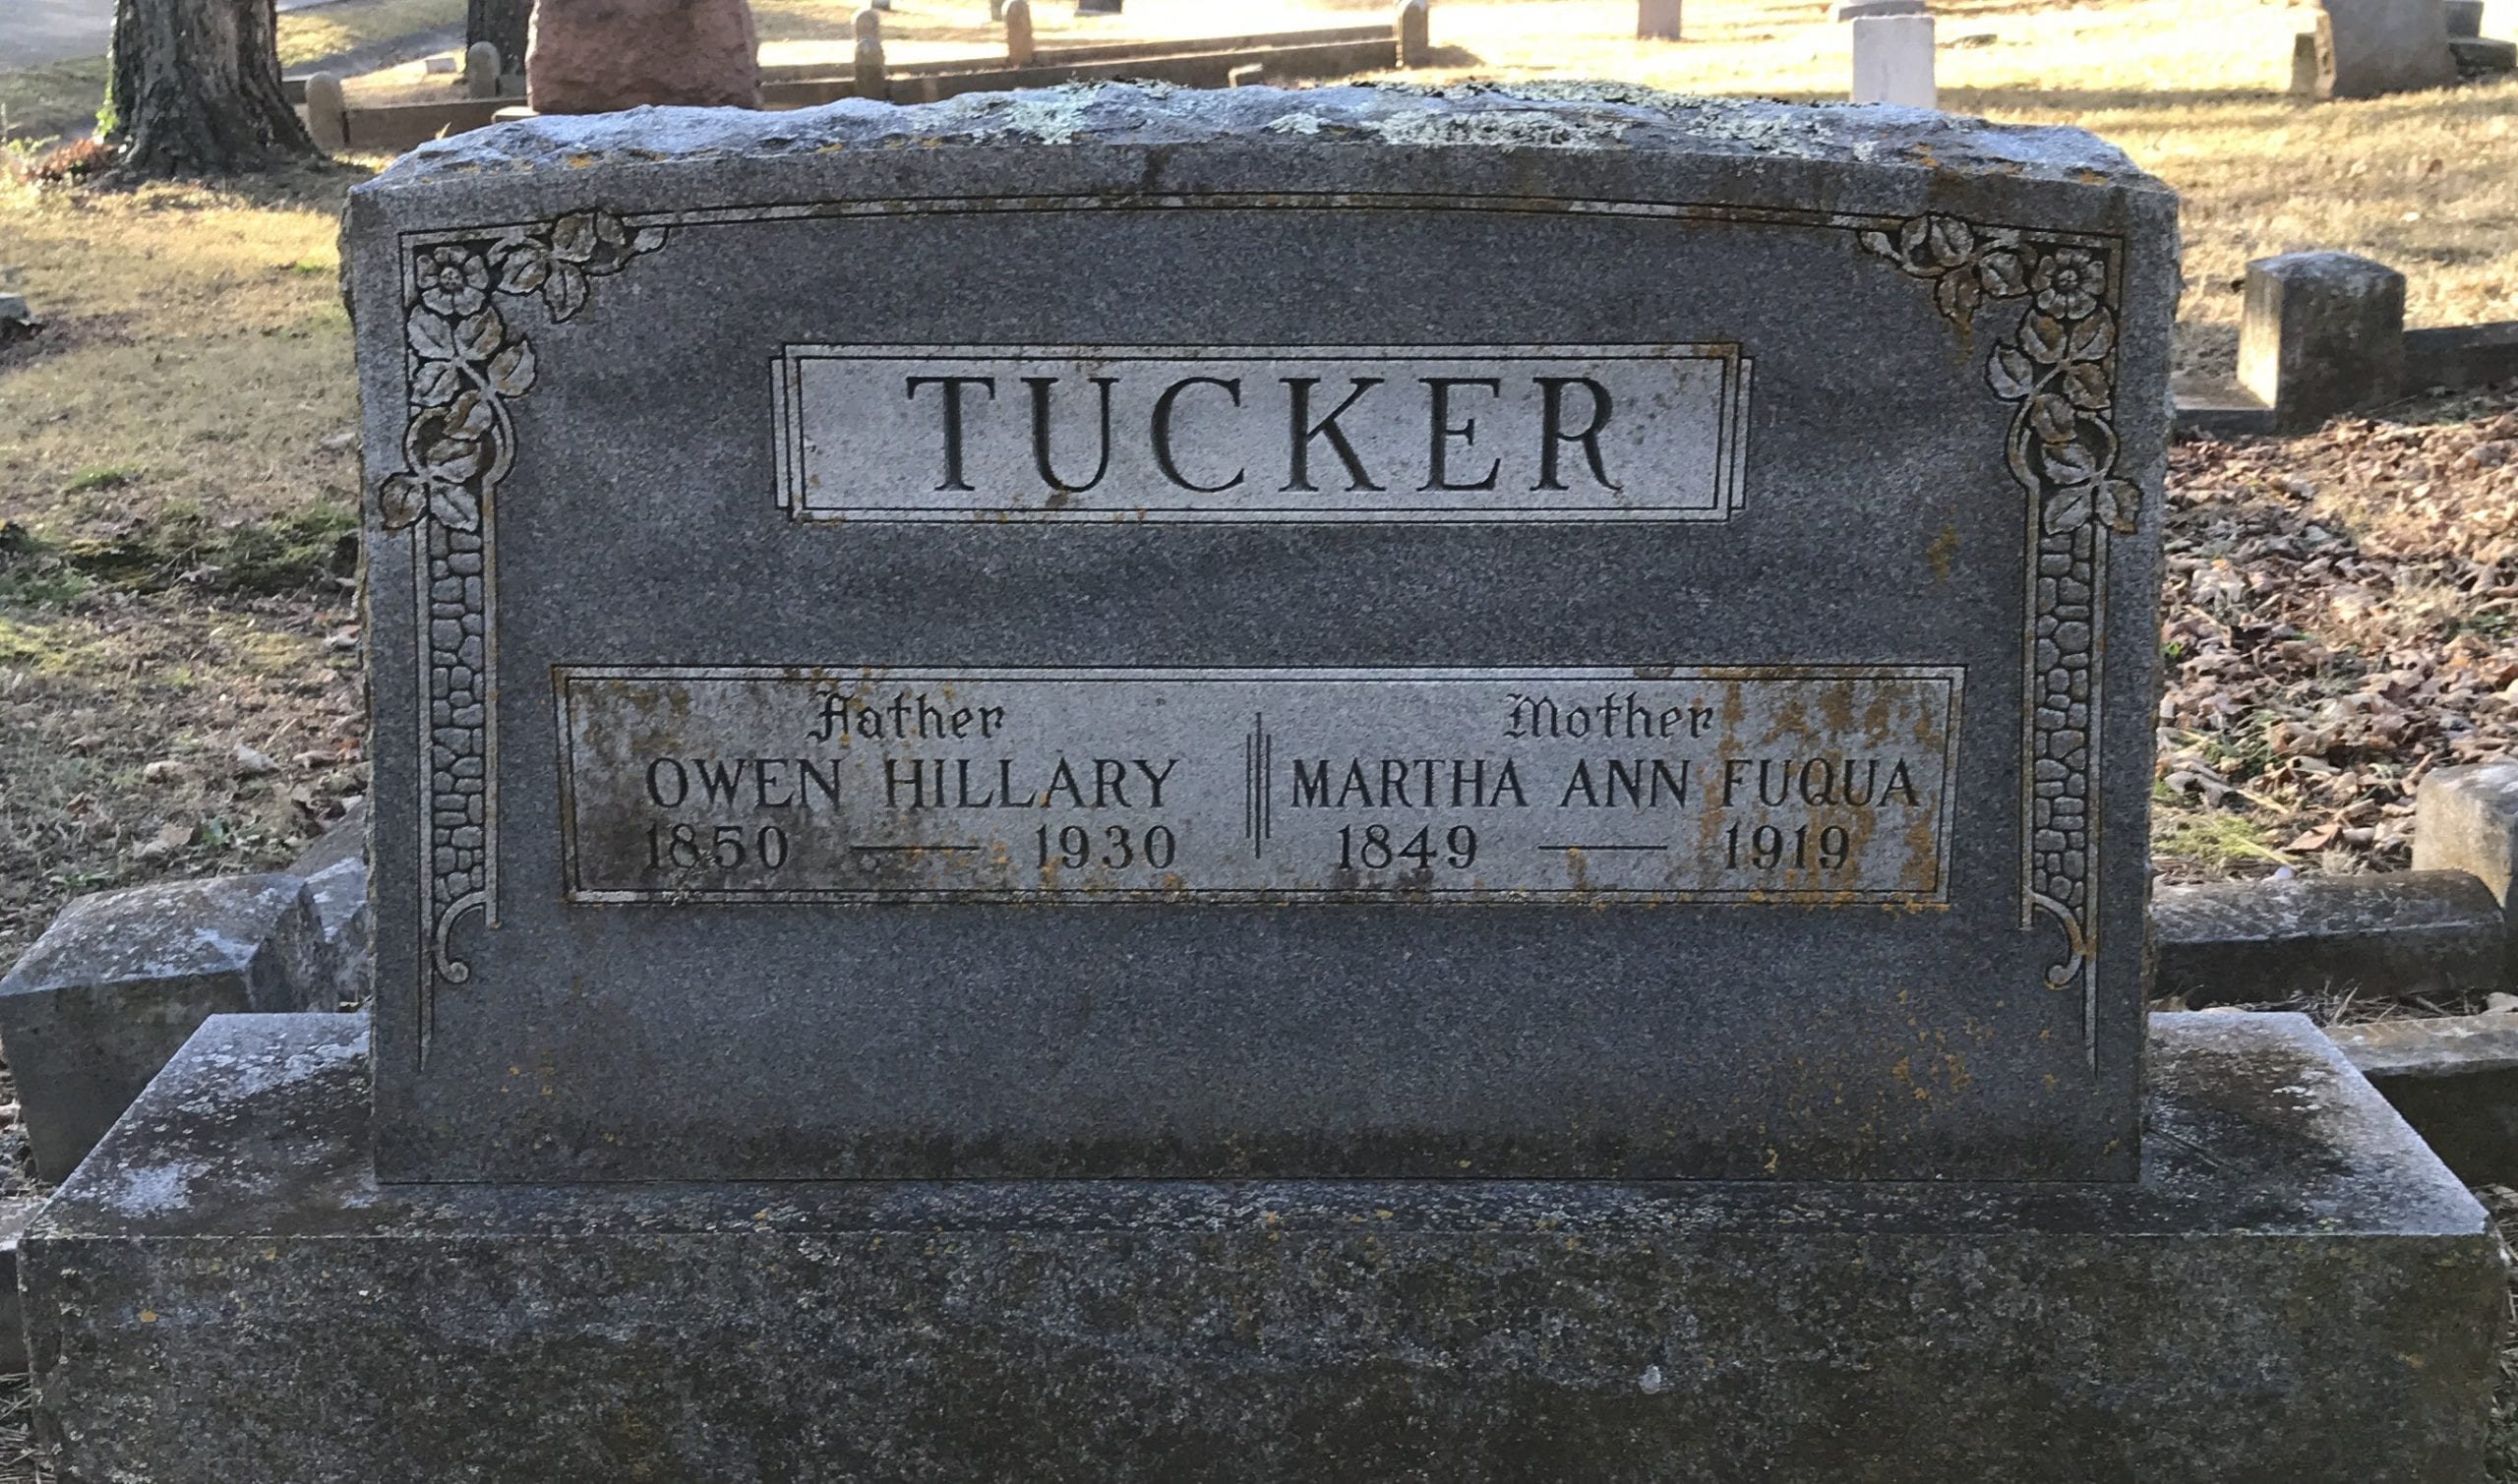 TUCKER
Father
OWEN HILLARY
1850 — 1930
Mother
MARTHA ANN FUQUA
1849 — 1919